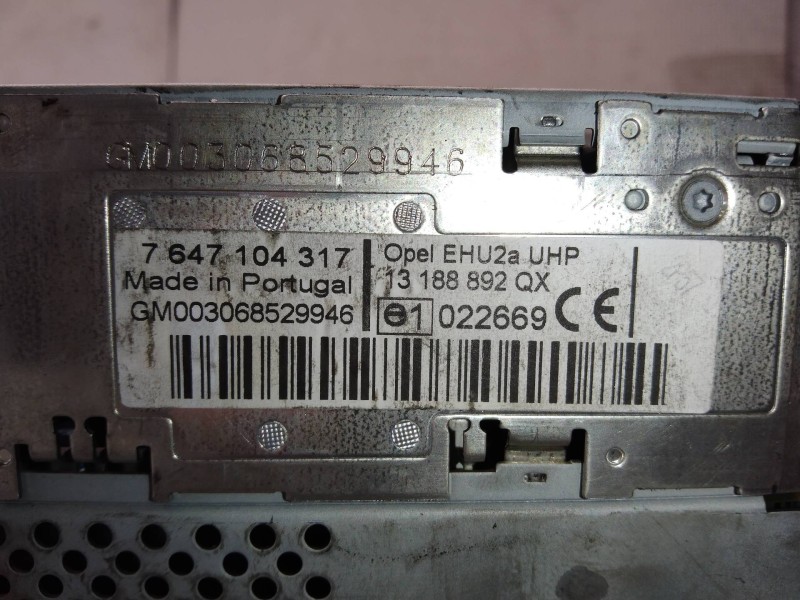 GM003068529946
7 647 104 317
Made in Portugal
GM003068529946
Opel EHU2a UHP
13 188 892 QX
e1 022669 CE